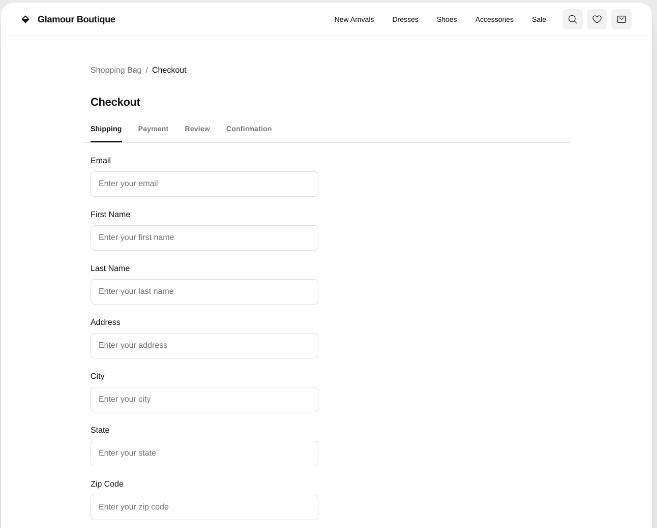 Glamour Boutique
New Arrivals Dresses Shoes Accessories Sale
Shopping Bag / Checkout
Checkout
Shipping Payment Review Confirmation
Email
Enter your email
First Name
Enter your first name
Last Name
Enter your last name
Address
Enter your address
City
Enter your city
State
Enter your state
Zip Code
Enter your zip code